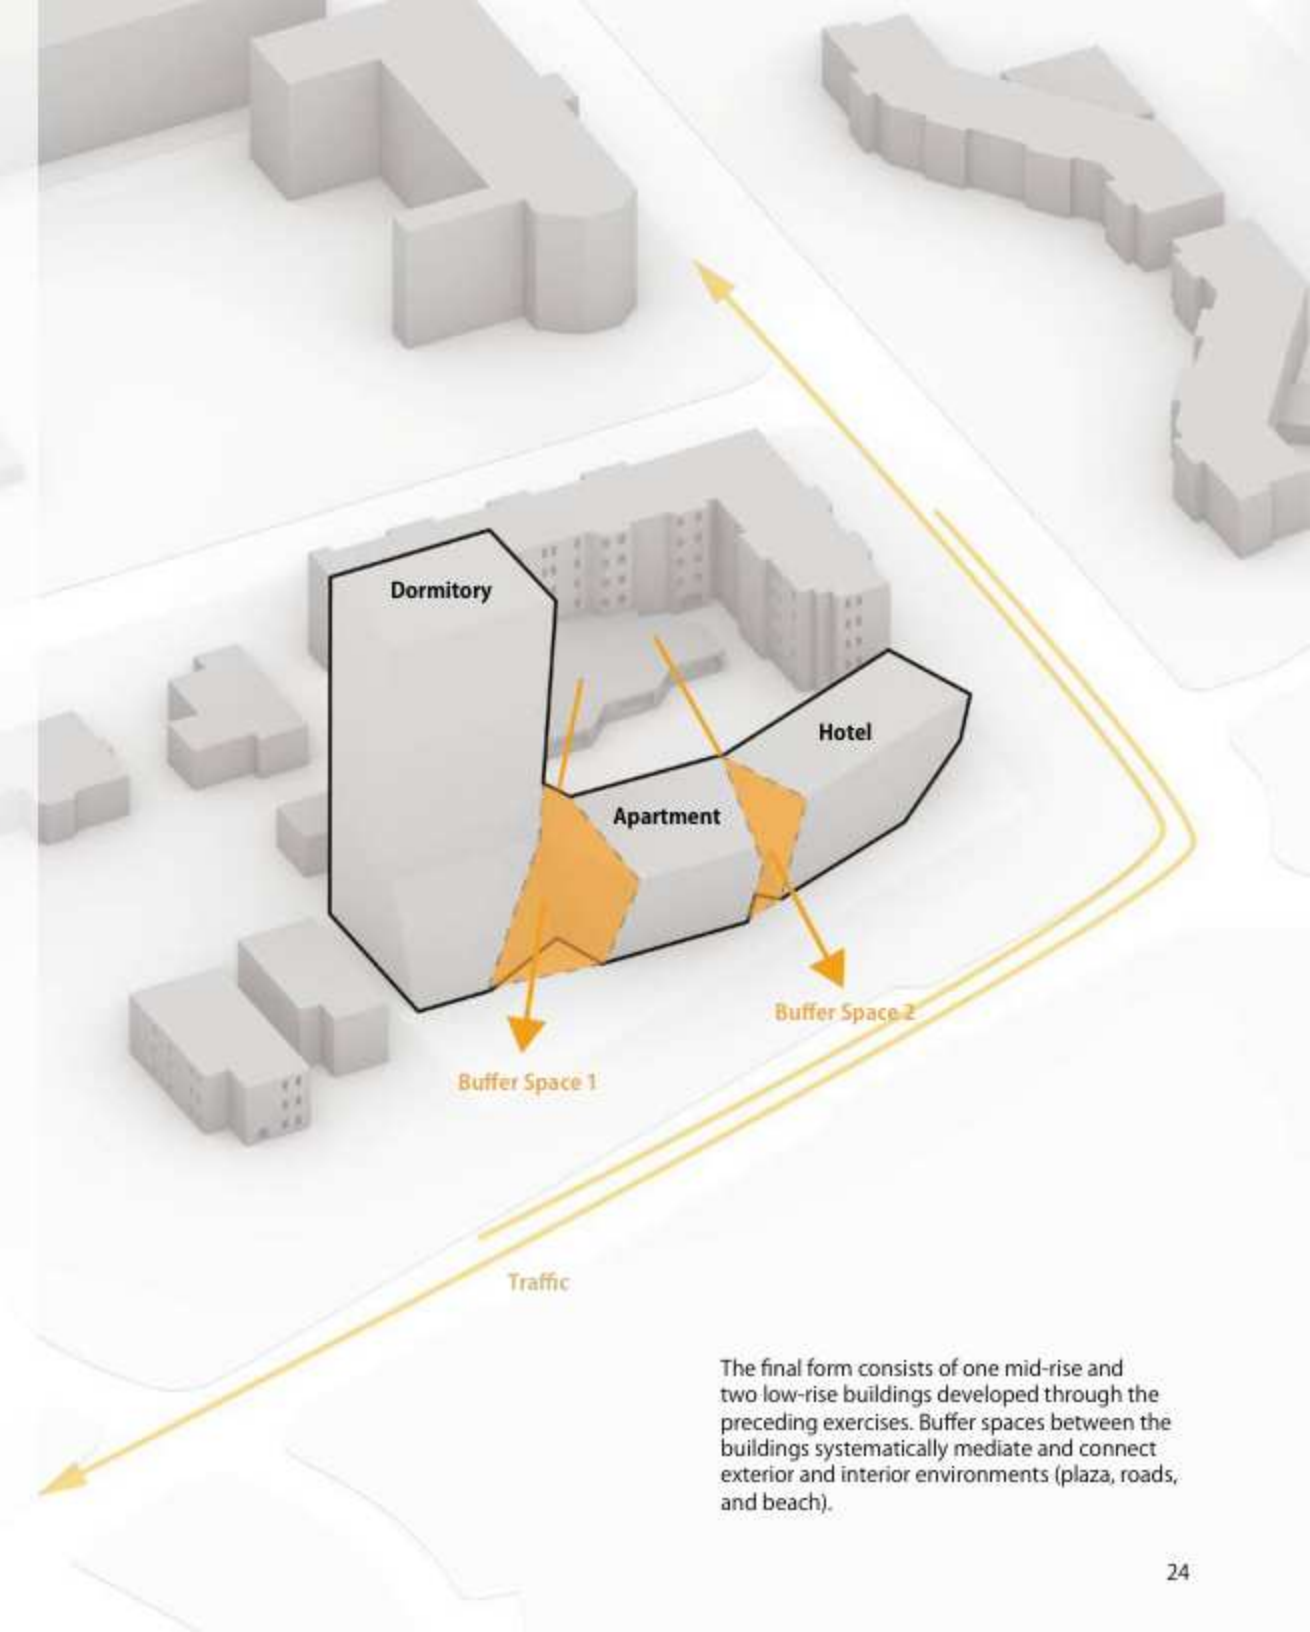 Dormitory
Hotel
Apartment
Buffer Space 2
Buffer Space 1
Traffic
The final form consists of one mid-rise and
two low-rise buildings developed through the
preceding exercises. Buffer spaces between the
buildings systematically mediate and connect
exterior and interior environments (plaza, roads,
and beach).
24